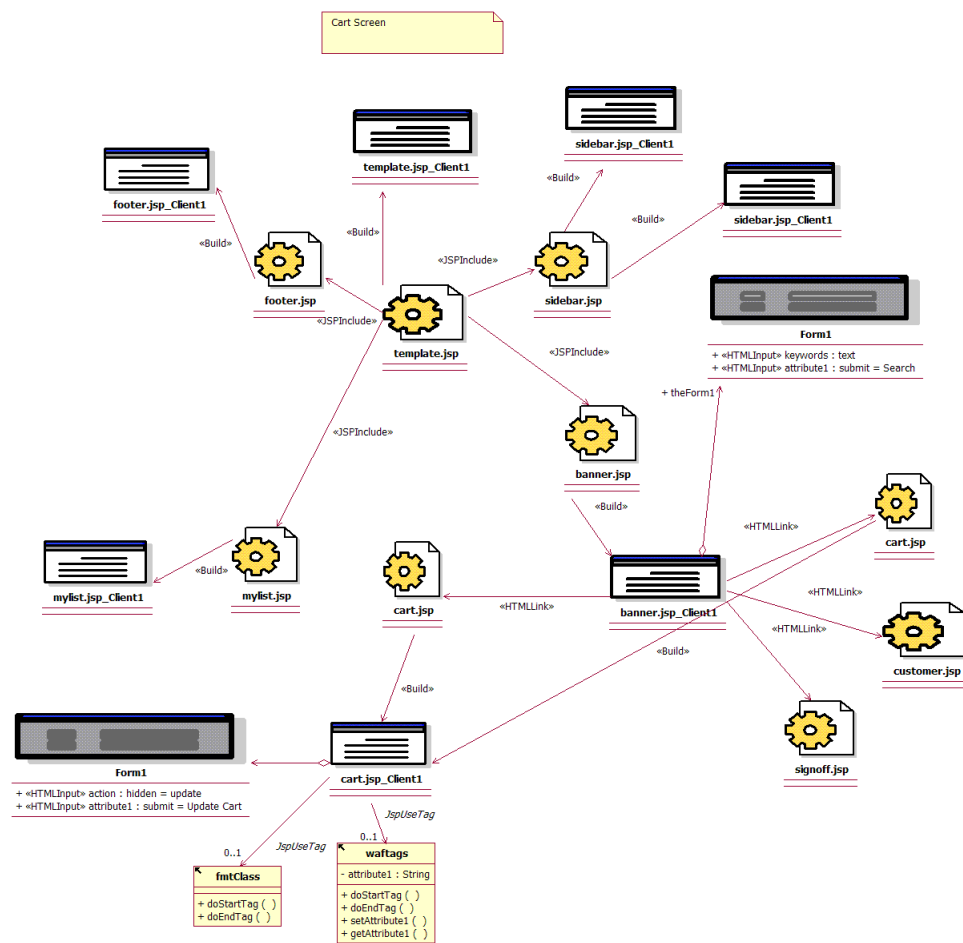 Cart Screen
sidebar.jsp_Client1
template.jsp_Client1
footer.jsp_Client1
«Build»
sidebar.jsp_Client1
«Build»
«Build»
«Build»
«JSPInclude»
footer.jsp
sidebar.jsp
«JSPInclude»
Form1
template.jsp
«JSPInclude»
+ «HTMLInput» keywords : text
+ «HTMLInput» attribute1 : submit = Search
+ theForm1
«JSPInclude»
banner.jsp
«Build»
«HTMLLink»
cart.jsp
«Build»
mylist.jsp_Client1
mylist.jsp
cart.jsp
«HTMLLink»
banner.jsp_Client1
«HTMLLink»
«HTMLLink»
«Build»
customer.jsp
«Build»
signoff.jsp
Form1
cart.jsp_Client1
+ «HTMLInput» action : hidden = update
+ «HTMLInput» attribute1 : submit = Update Cart
JspUseTag
0..1
JspUseTag
0..1
waftags
- attribute1 : String
+ doStartTag ( )
+ doEndTag ( )
+ setAttribute1 ( )
+ getAttribute1 ( )
fmtClass
+ doStartTag ( )
+ doEndTag ( )